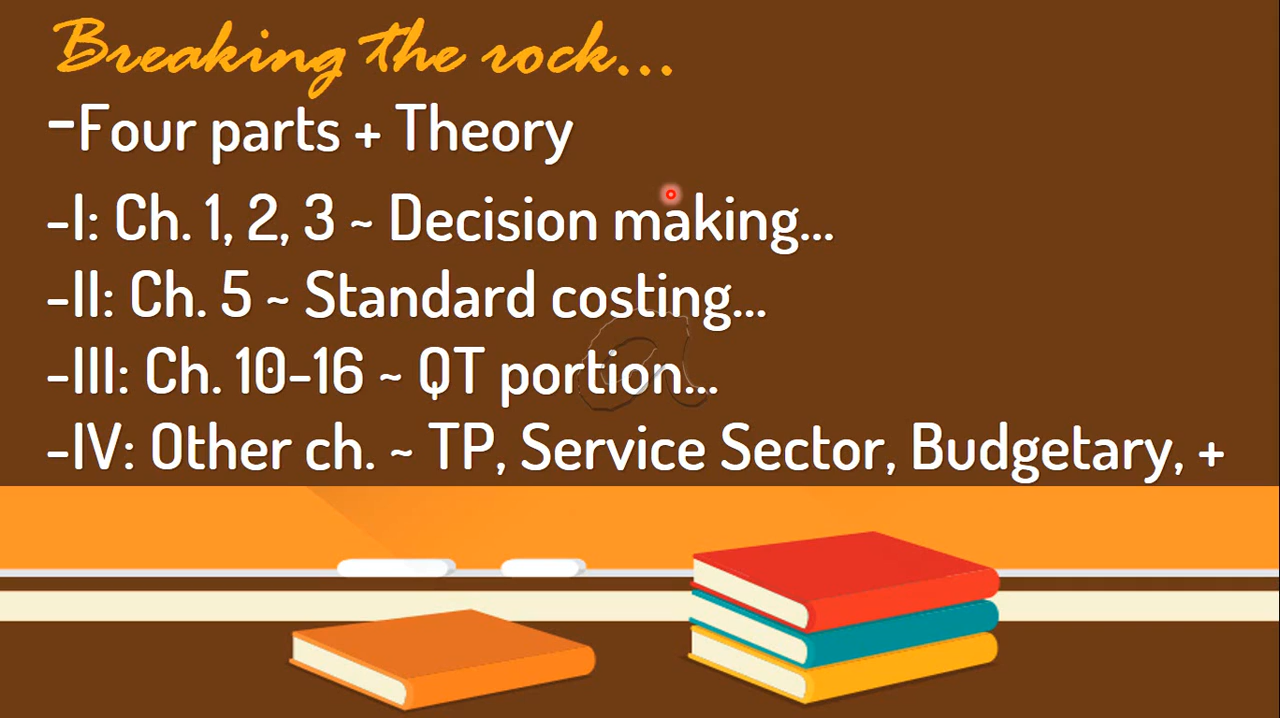 Breaking the rock...
-Four parts + Theory
-I: Ch. 1, 2, 3 ~ Decision making...
-II: Ch. 5 ~ Standard costing...
-III: Ch. 10-16 ~ QT portion...
-IV: Other ch. ~ TP, Service Sector, Budgetary, +
a